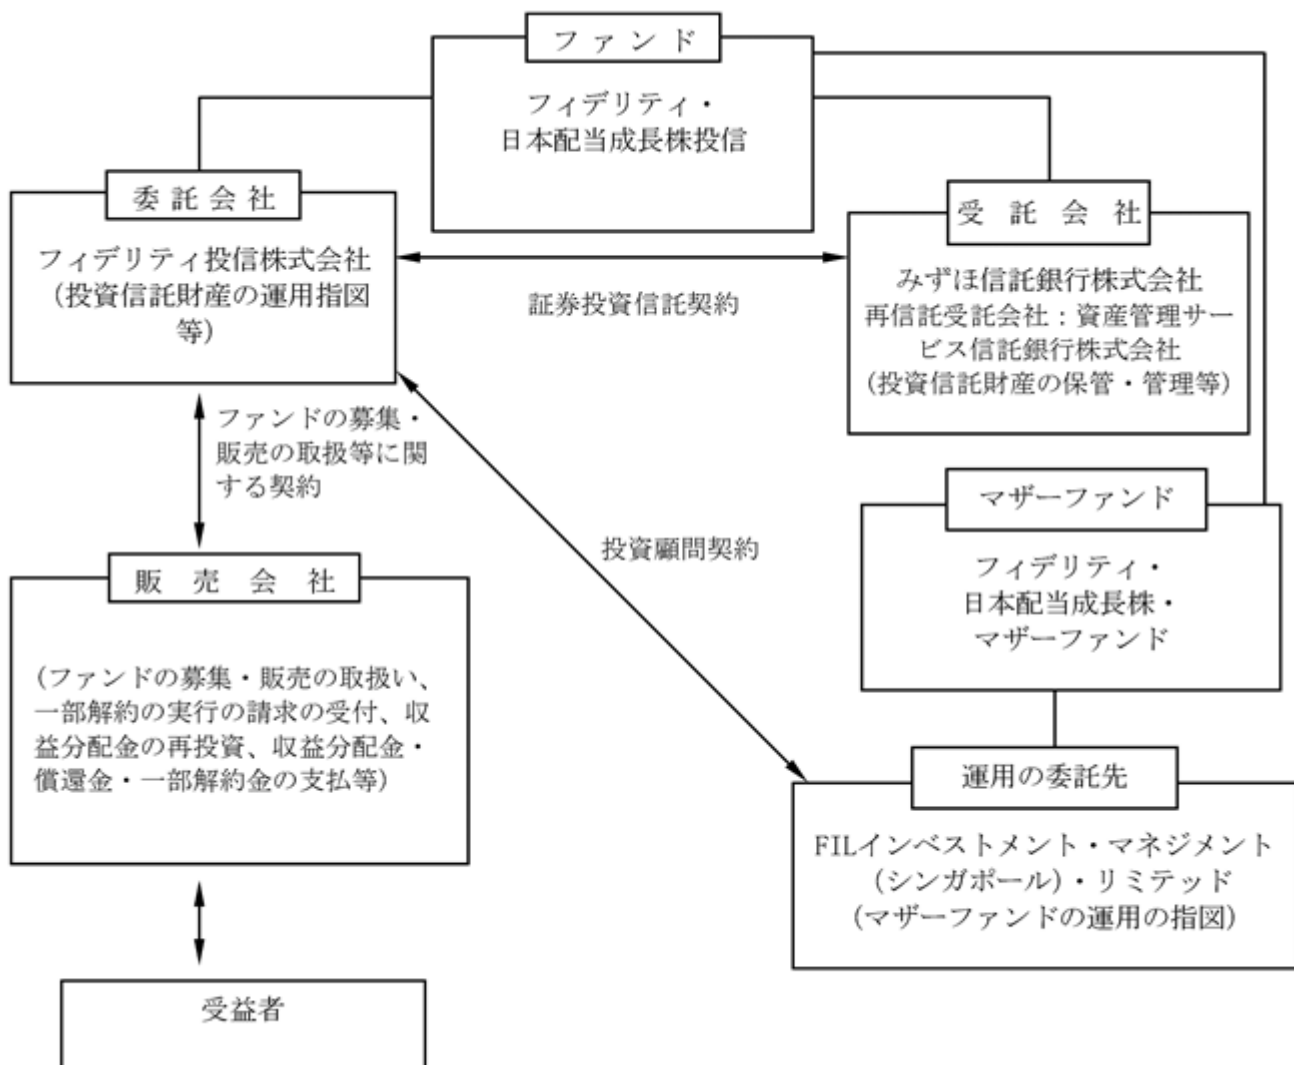 ファンド
フィデリティ・
日本配当成長株投信
委託会社
フィデリティ投信株式会社
（投資信託財産の運用指図
等）
証券投資信託契約
受託会社
みずほ信託銀行株式会社
再信託受託会社：資産管理サー
ビス信託銀行株式会社
（投資信託財産の保管・管理等）
ファンドの募集・
販売の取扱等に関
する契約
投資顧問契約
マザーファンド
フィデリティ・
日本配当成長株・
マザーファンド
販売会社
（ファンドの募集・販売の取扱い、
一部解約の実行の請求の受付、収
益分配金の再投資、収益分配金・
償還金・一部解約金の支払等）
運用の委託先
FILインベストメント・マネジメント
（シンガポール）・リミテッド
（マザーファンドの運用の指図）
受益者